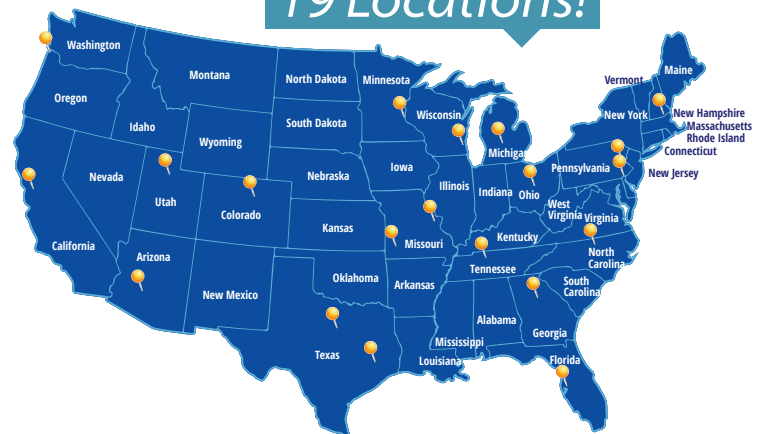 19 Locations!
Washington
Montana
North Dakota
Minnesota
Vermont
Maine
Oregon
Idaho
South Dakota
Wisconsin
New York
New Hampshire
Massachusetts
Rhode Island
Connecticut
Wyoming
Michigan
Nevada
Utah
Nebraska
Iowa
Illinois
Indiana
Ohio
Pennsylvania
New Jersey
California
Colorado
Kansas
Missouri
Kentucky
West
Virginia
Virginia
Arizona
New Mexico
Oklahoma
Arkansas
Tennessee
North
Carolina
South
Carolina
Texas
Louisiana
Mississippi
Alabama
Georgia
Florida